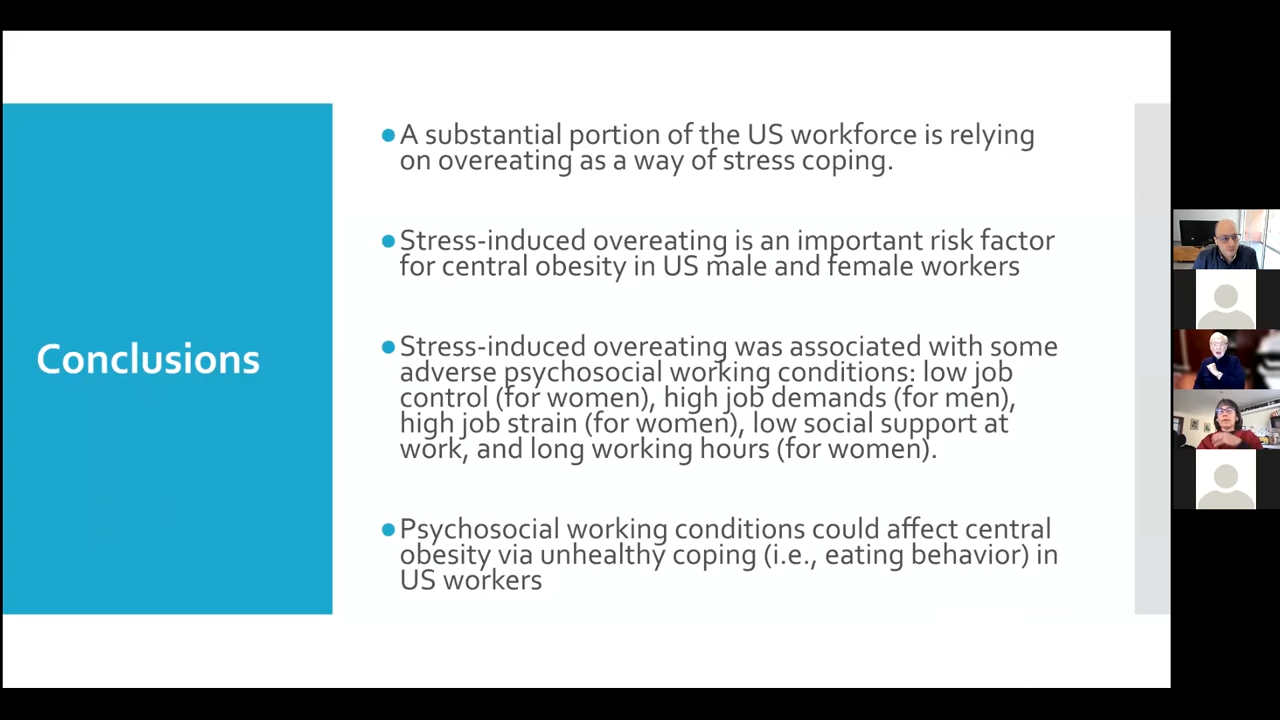 Conclusions
●A substantial portion of the US workforce is relying
on overeating as a way of stress coping.
●Stress-induced overeating is an important risk factor
for central obesity in US male and female workers
●Stress-induced overeating was associated with some
adverse psychosocial working conditions: low job
control (for women), high job demands (for men),
high job strain (for women), low social support at
work, and long working hours (for women).
●Psychosocial working conditions could affect central
obesity via unhealthy coping (i.e., eating behavior) in
US workers